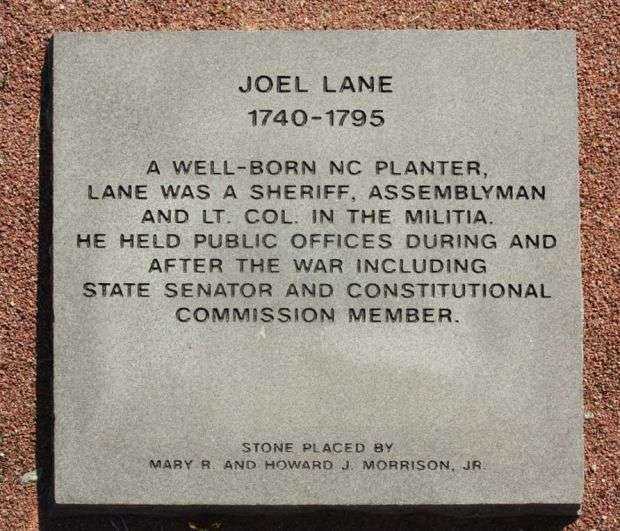 JOEL LANE
1740-1795
A WELL-BORN NC PLANTER,
LANE WAS A SHERIFF, ASSEMBLYMAN
AND LT. COL. IN THE MILITIA.
HE HELD PUBLIC OFFICES DURING AND
AFTER THE WAR INCLUDING
STATE SENATOR AND CONSTITUTIONAL
COMMISSION MEMBER.
STONE PLACED BY
MARY R. AND HOWARD J. MORRISON, JR.